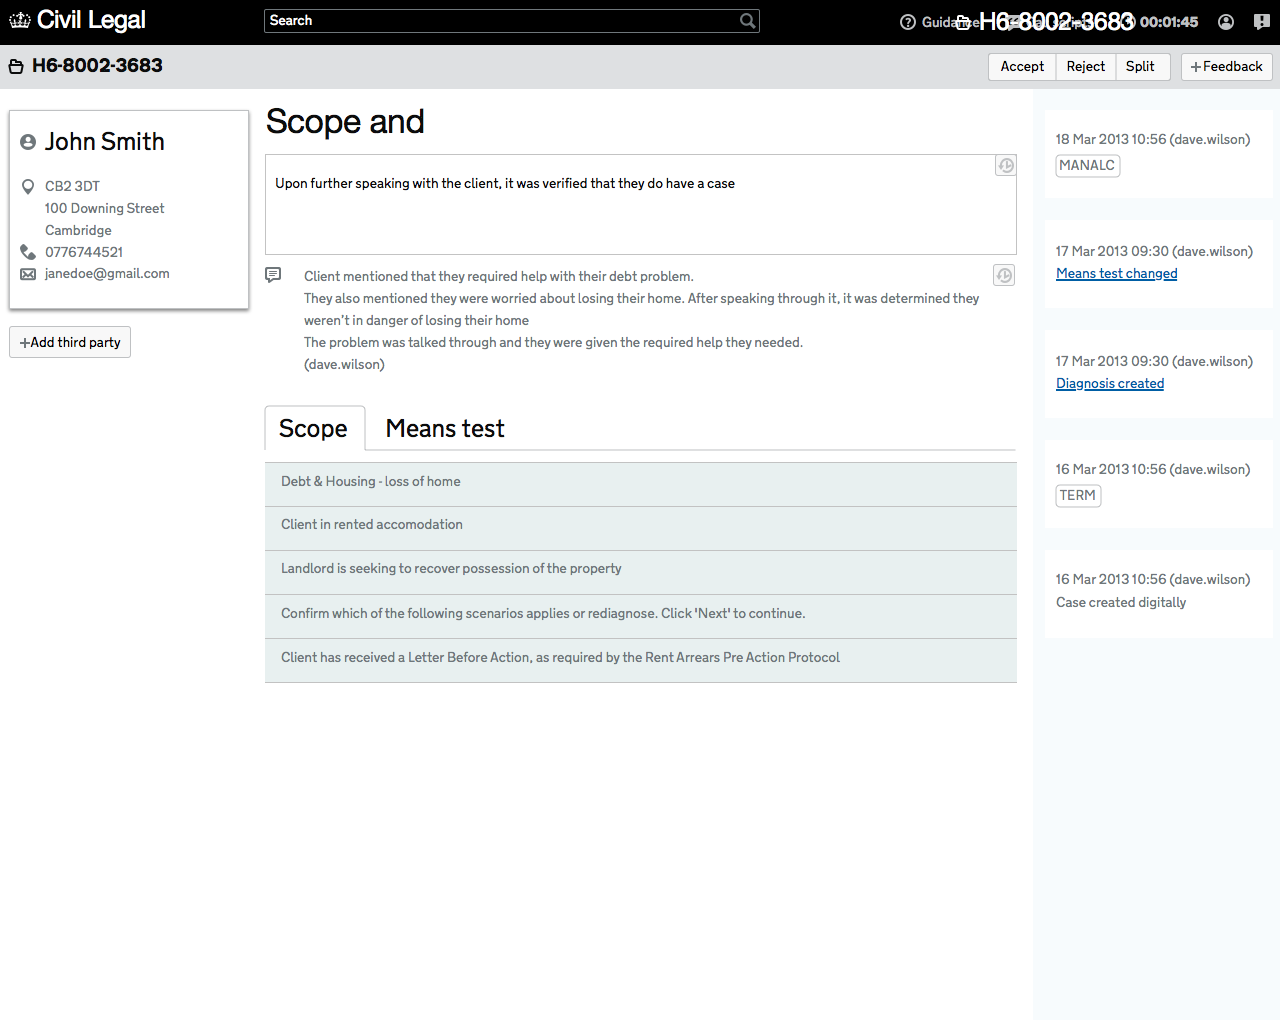 Civil Legal
Search
Guidance
H6-8002-3683
00:01:45
H6-8002-3683
Accept
Reject
Split
+Feedback
John Smith
CB2 3DT
100 Downing Street
Cambridge
0776744521
janedoe@gmail.com
+Add third party
Scope and
Upon further speaking with the client, it was verified that they do have a case
Client mentioned that they required help with their debt problem.
They also mentioned they were worried about losing their home. After speaking through it, it was determined they
weren't in danger of losing their home
The problem was talked through and they were given the required help they needed.
(dave.wilson)
Scope
Means test
Debt & Housing - loss of home
Client in rented accomodation
Landlord is seeking to recover possession of the property
Confirm which of the following scenarios applies or rediagnose. Click 'Next' to continue.
Client has received a Letter Before Action, as required by the Rent Arrears Pre Action Protocol
18 Mar 2013 10:56 (dave.wilson)
MANALC
17 Mar 2013 09:30 (dave.wilson)
Means test changed
17 Mar 2013 09:30 (dave.wilson)
Diagnosis created
16 Mar 2013 10:56 (dave.wilson)
TERM
16 Mar 2013 10:56 (dave.wilson)
Case created digitally